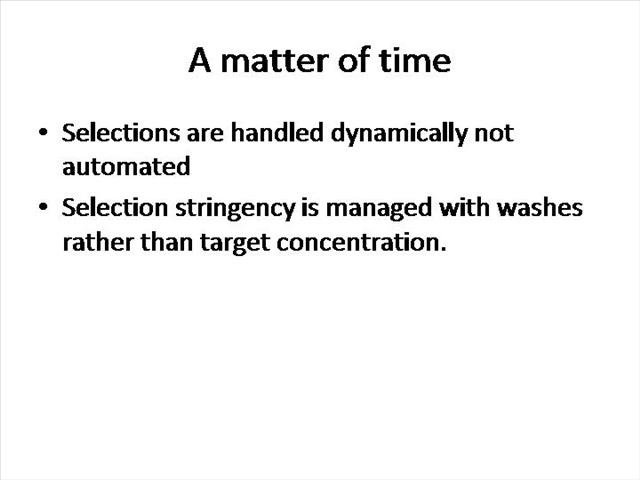 A matter of time
• Selections are handled dynamically not
automated
• Selection stringency is managed with washes
rather than target concentration.